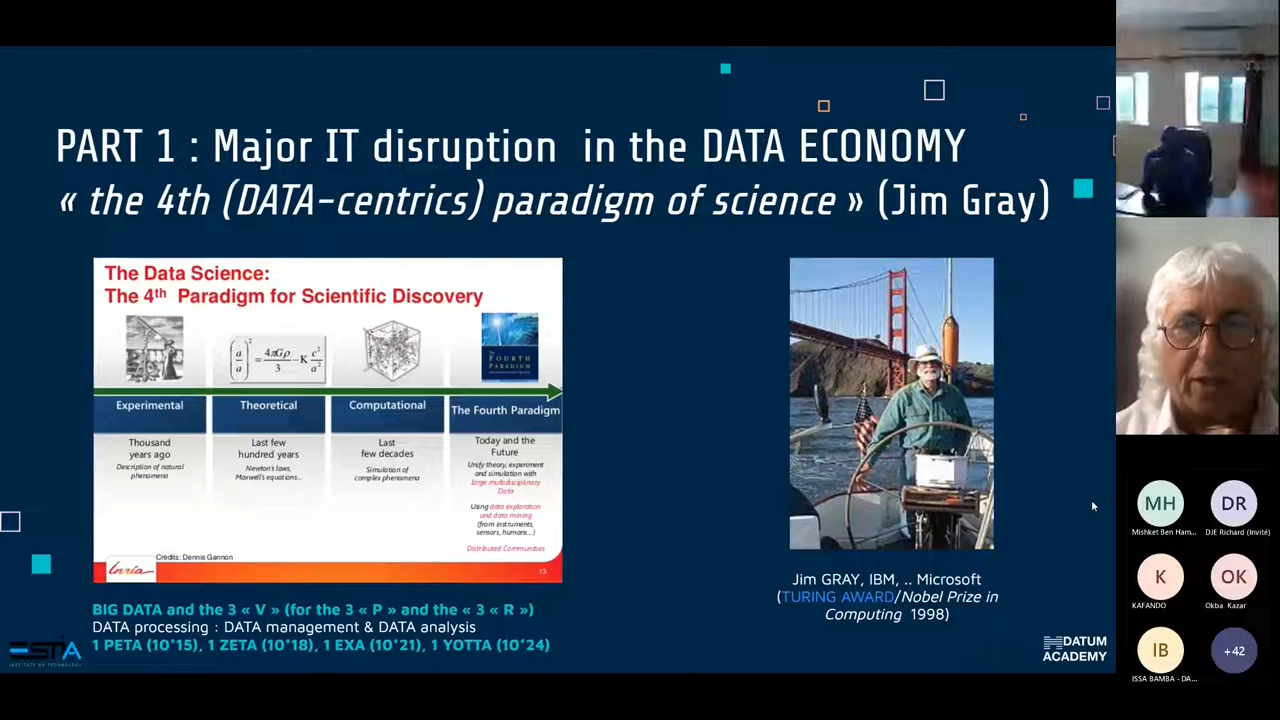 PART 1 : Major IT disruption in the DATA ECONOMY
« the 4th (DATA-centrics) paradigm of science » (Jim Gray)
The Data Science:
The 4th Paradigm for Scientific Discovery
FOURTH
PARADIGM
Experimental
Theoretical
Computational
The Fourth Paradigm
Thousand
years ago
Description of natural
phenomena
Last few
hundred years
Newton's laws,
Maxwell's equations...
Last
few decades
Simulation of
complex phenomena
Today and the
Future
Unify theory, experiment
and simulation with
large multidisciplinary
Data
Using data exploration
and data mining
(from instruments,
sensors, humans...)
Distributed Communities
Crédits: Dennis Gannon
Inria
13
BIG DATA and the 3 « V » (for the 3 « P » and the « 3 « R »)
DATA processing : DATA management & DATA analysis
1 PETA (10*15), 1 ZETA (10*18), 1 EXA (10*21), 1 YOTTA (10*24)
ESTIA
INSTITUTE OF TECHNOLOGY
Jim GRAY, IBM, .. Microsoft
(TURING AWARD/Nobel Prize in
Computing 1998)
DATUM
ACADEMY
MH
Mishket Ben Ham...
DR
DJE Richard (Invité)
K
KAFANDO
OK
Okba Kazar
IB
ISSA BAMBA - DA...
+42